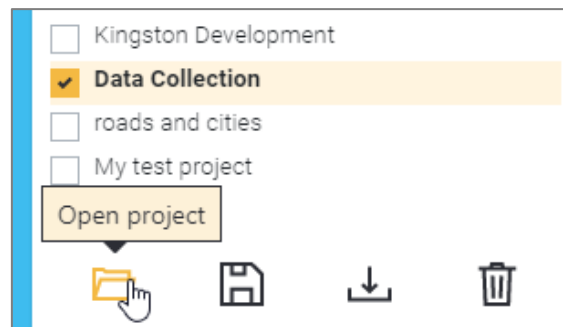 Kingston Development
Data Collection
roads and cities
My test project
Open project